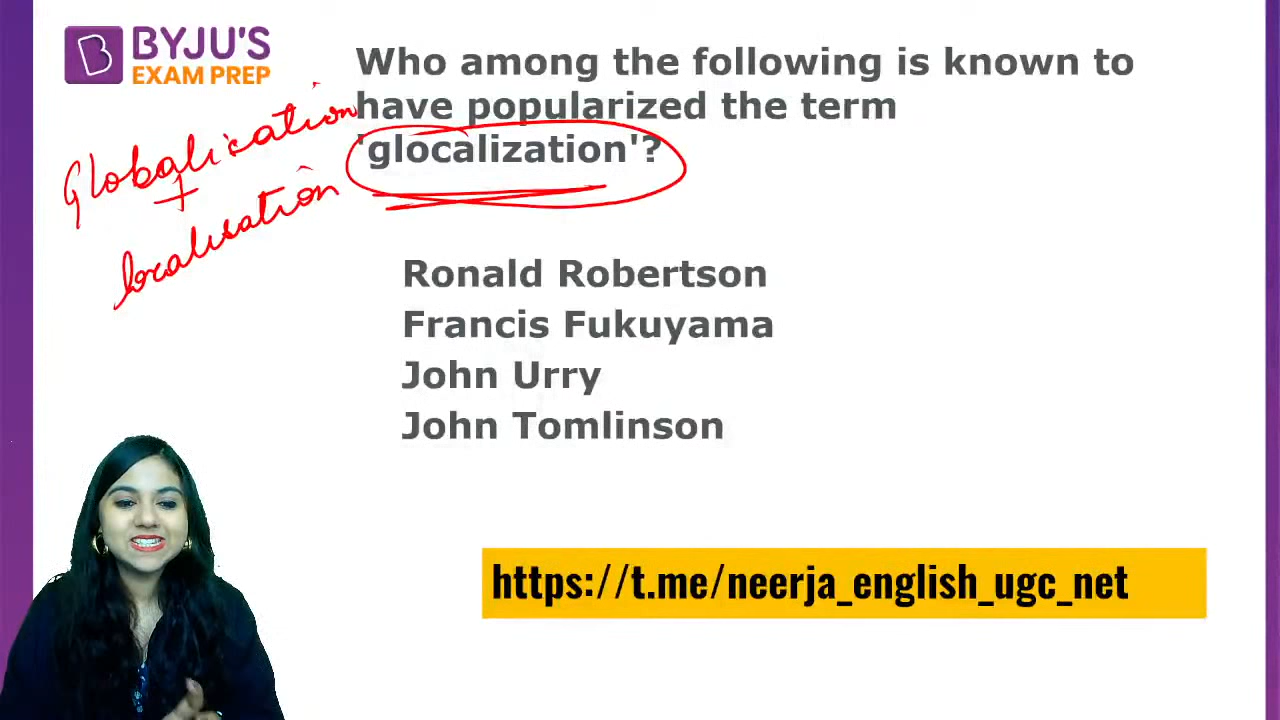 BYJU'S
EXAM PREP
Who among the following is known to
have popularized the term
'glocalization'?
Globalisation
+
localisation
Ronald Robertson
Francis Fukuyama
John Urry
John Tomlinson
https://t.me/neerja_english_ugc_net